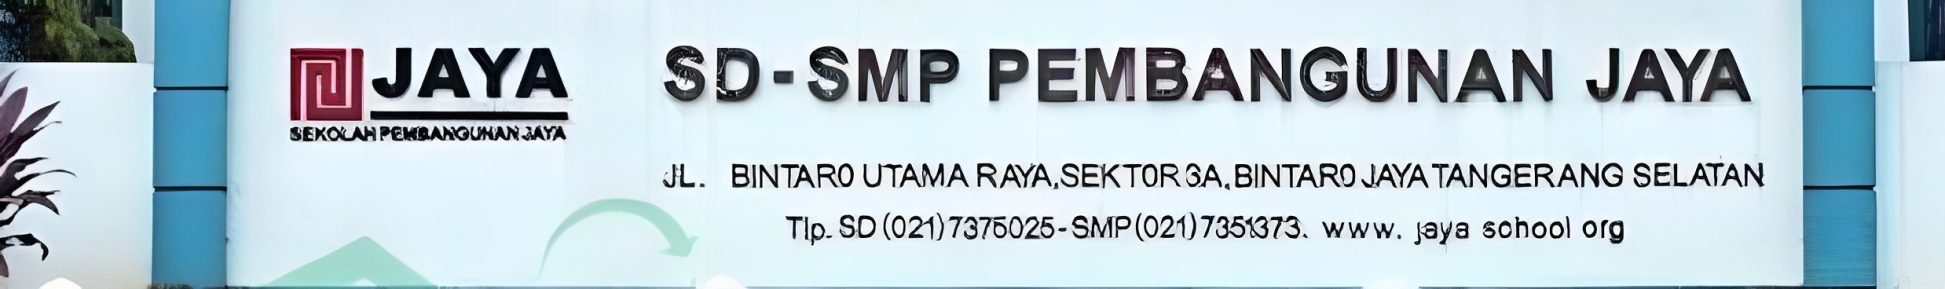 JAYA
SEKOLAH PEMBANGUNAN JAYA
SD-SMP PEMBANGUNAN JAYA
JL. BINTARO UTAMA RAYA,SEKTOR 3A, BINTARO JAYA TANGERANG SELATAN
Tlp. SD (021) 7375025 - SMP (021) 7351373. www. jaya school org